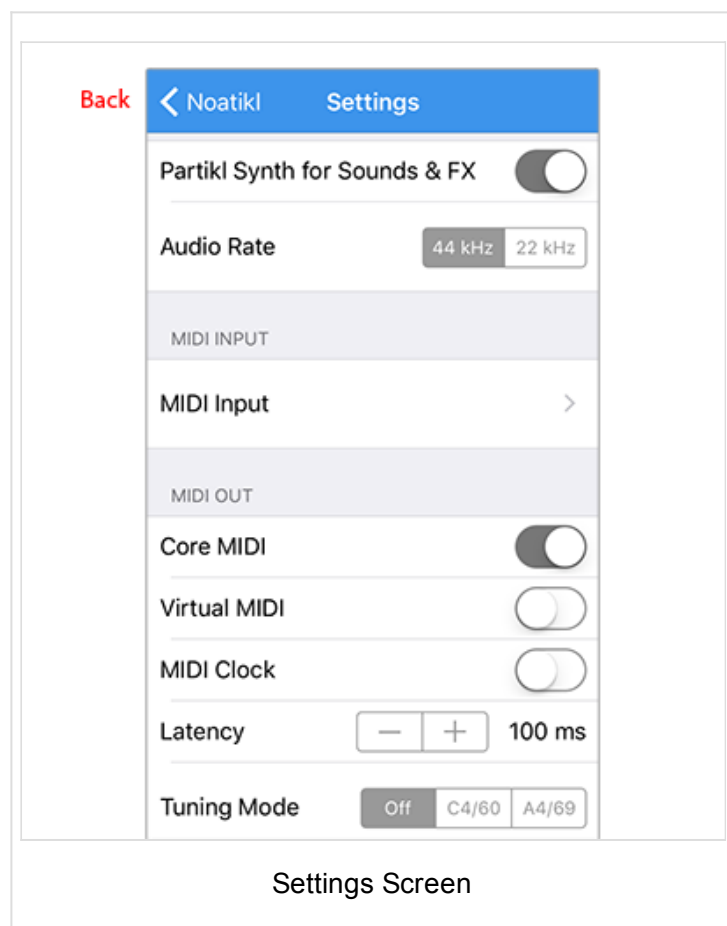 Back Noatikl Settings
Partikl Synth for Sounds & FX
Audio Rate 44 kHz 22 kHz
MIDI INPUT
MIDI Input
MIDI OUT
Core MIDI
Virtual MIDI
MIDI Clock
Latency − + 100 ms
Tuning Mode Off C4/60 A4/69
Settings Screen